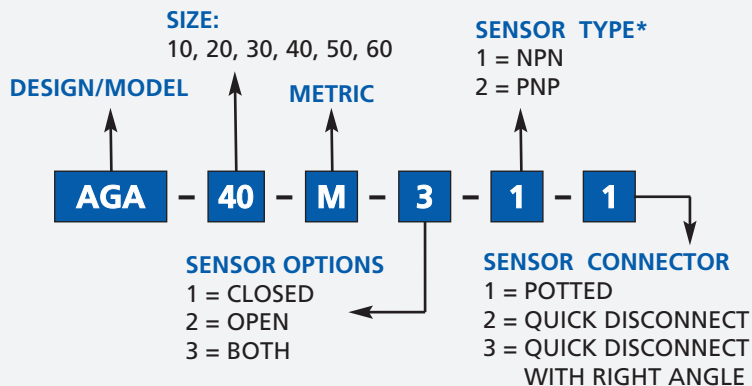 SIZE:
10, 20, 30, 40, 50, 60
SENSOR TYPE*
1 = NPN
2 = PNP
DESIGN/MODEL
METRIC
AGA – 40 – M – 3 – 1 – 1
SENSOR OPTIONS
1 = CLOSED
2 = OPEN
3 = BOTH
SENSOR CONNECTOR
1 = POTTED
2 = QUICK DISCONNECT
3 = QUICK DISCONNECT
WITH RIGHT ANGLE